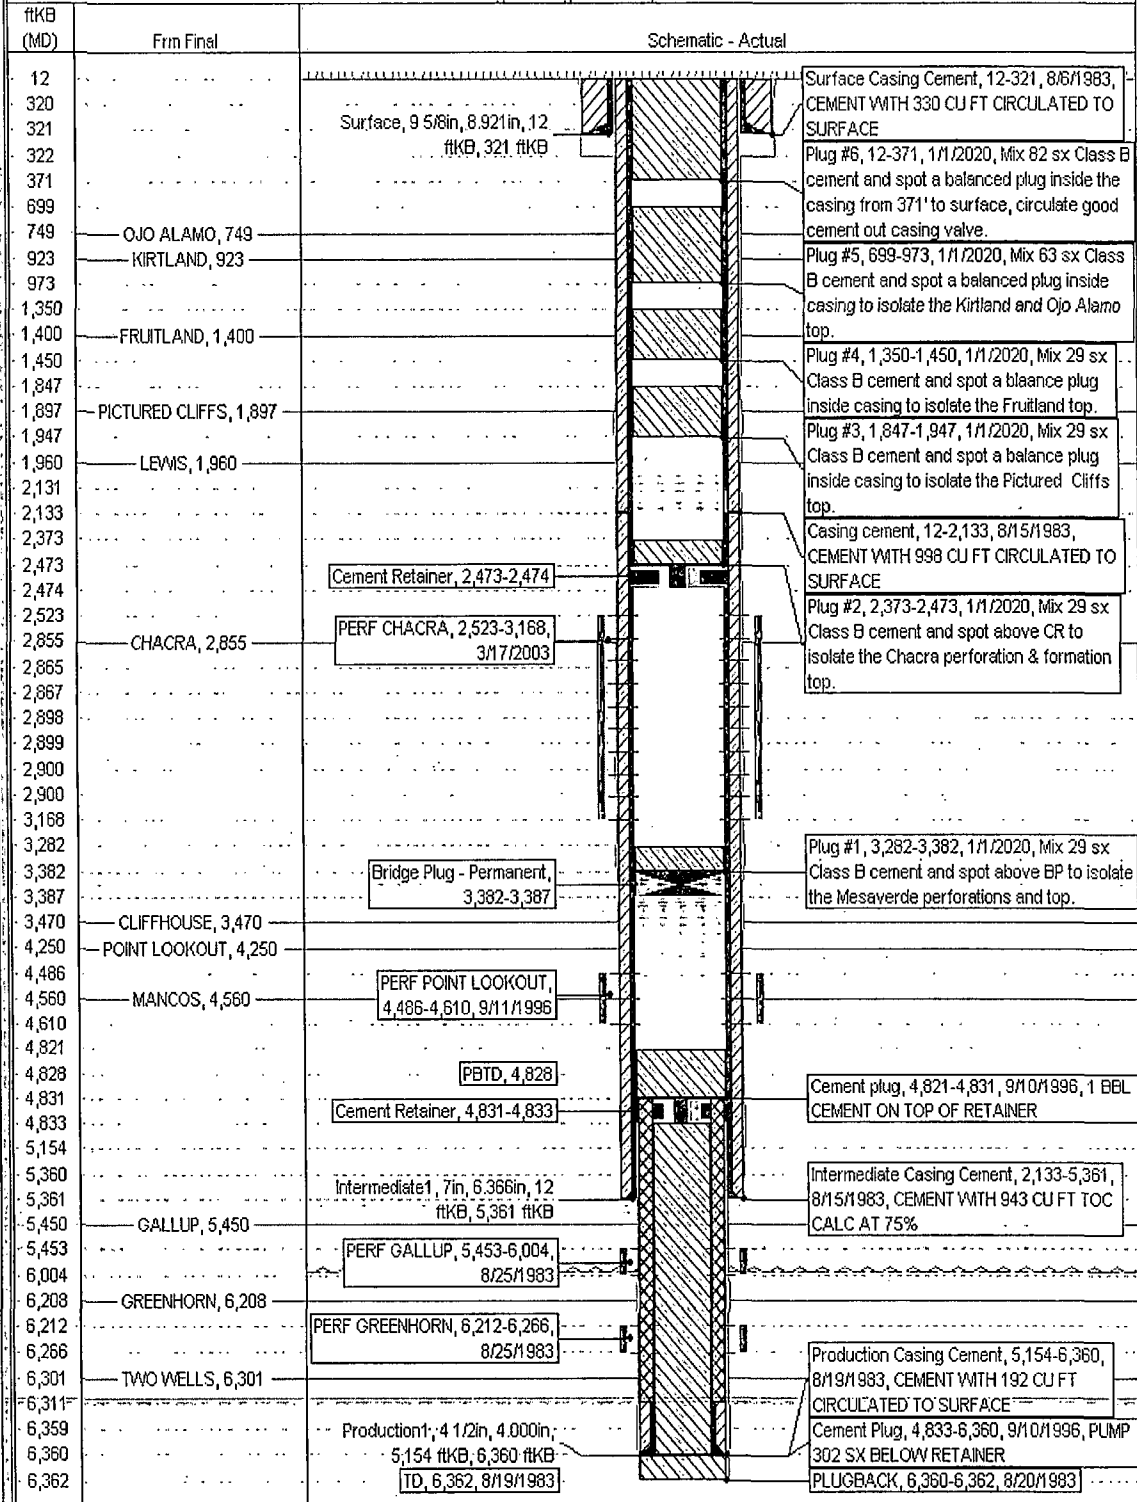 ftKB
(MD)
Frm Final
Schematic - Actual
12
320
321
322
371
699
749
923
973
1,350
1,400
1,450
1,847
1,897
1,947
1,960
2,131
2,133
2,373
2,473
2,474
2,523
2,855
2,865
2,867
2,898
2,899
2,900
2,900
3,168
3,282
3,382
3,387
3,470
4,250
4,486
4,560
4,610
4,821
4,828
4,831
4,833
5,154
5,360
5,361
5,450
5,453
6,004
6,208
6,212
6,266
6,301
6,311
6,359
6,360
6,362
OJO ALAMO, 749
KIRTLAND, 923
FRUITLAND, 1,400
PICTURED CLIFFS, 1,897
LEWIS, 1,960
CHACRA, 2,855
CLIFFHOUSE, 3,470
POINT LOOKOUT, 4,250
MANCOS, 4,560
GALLUP, 5,450
GREENHORN, 6,208
TWO WELLS, 6,301
Surface, 9 5/8in, 8.921in, 12
ftKB, 321 ftKB
Cement Retainer, 2,473-2,474
PERF CHACRA, 2,523-3,168,
3/17/2003
Bridge Plug - Permanent,
3,382-3,387
PERF POINT LOOKOUT,
4,486-4,610, 9/11/1996
PBTD, 4,828
Cement Retainer, 4,831-4,833
Intermediate1, 7in, 6.366in, 12
ftKB, 5,361 ftKB
PERF GALLUP, 5,453-6,004,
8/25/1983
PERF GREENHORN, 6,212-6,266,
8/25/1983
Production1, 4 1/2in, 4.000in,
5,154 ftKB, 6,360 ftKB
TD, 6,362, 8/19/1983
Surface Casing Cement, 12-321, 8/6/1983,
CEMENT WITH 330 CU FT CIRCULATED TO
SURFACE
Plug #6, 12-371, 1/1/2020, Mix 82 sx Class B
cement and spot a balanced plug inside the
casing from 371' to surface, circulate good
cement out casing valve.
Plug #5, 699-973, 1/1/2020, Mix 63 sx Class
B cement and spot a balanced plug inside
casing to isolate the Kirtland and Ojo Alamo
top.
Plug #4, 1,350-1,450, 1/1/2020, Mix 29 sx
Class B cement and spot a blaance plug
inside casing to isolate the Fruitland top.
Plug #3, 1,847-1,947, 1/1/2020, Mix 29 sx
Class B cement and spot a balance plug
inside casing to isolate the Pictured Cliffs
top.
Casing cement, 12-2,133, 8/15/1983,
CEMENT WITH 998 CU FT CIRCULATED TO
SURFACE
Plug #2, 2,373-2,473, 1/1/2020, Mix 29 sx
Class B cement and spot above CR to
isolate the Chacra perforation & formation
top.
Plug #1, 3,282-3,382, 1/1/2020, Mix 29 sx
Class B cement and spot above BP to isolate
the Mesaverde perforations and top.
Cement plug, 4,821-4,831, 9/10/1996, 1 BBL
CEMENT ON TOP OF RETAINER
Intermediate Casing Cement, 2,133-5,361,
8/15/1983, CEMENT WITH 943 CU FT TOC
CALC AT 75%
Production Casing Cement, 5,154-6,360,
8/19/1983, CEMENT WITH 192 CU FT
CIRCULATED TO SURFACE
Cement Plug, 4,833-6,360, 9/10/1996, PUMP
302 SX BELOW RETAINER
PLUGBACK, 6,360-6,362, 8/20/1983